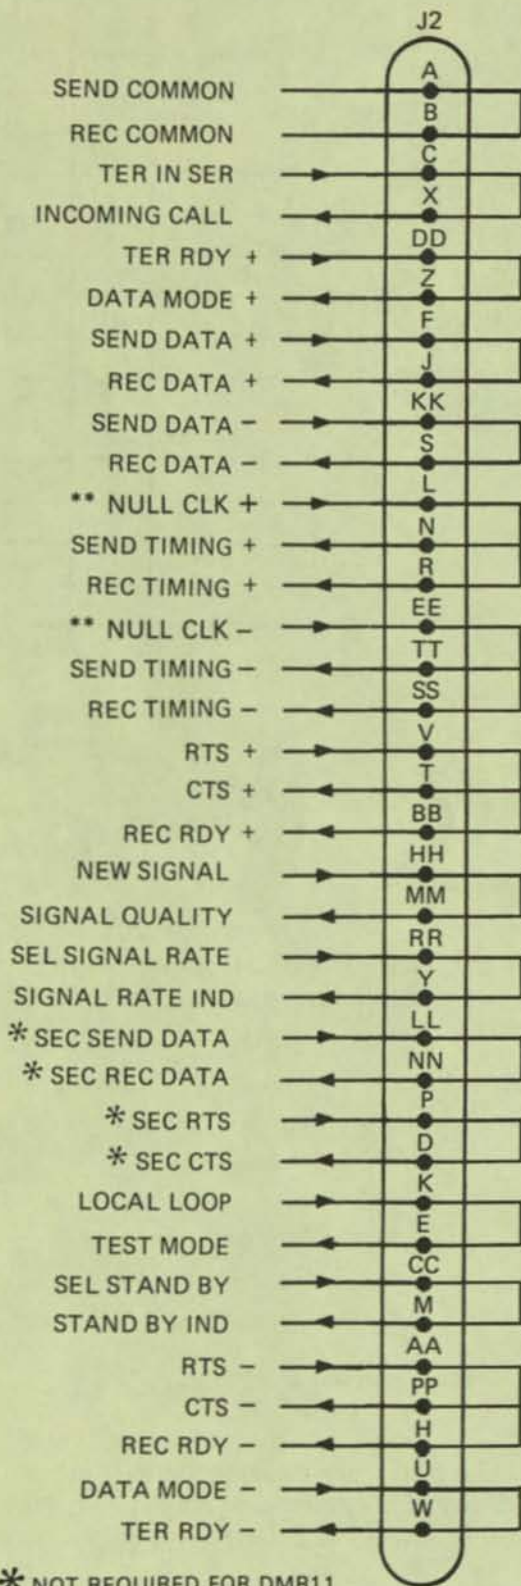 J2
SEND COMMON A
REC COMMON B
TER IN SER C
INCOMING CALL X
TER RDY + DD
DATA MODE + Z
SEND DATA + F
REC DATA + J
SEND DATA - KK
REC DATA - S
** NULL CLK + L
SEND TIMING + N
REC TIMING + R
** NULL CLK - EE
SEND TIMING - TT
REC TIMING - SS
RTS + V
CTS + T
REC RDY + BB
NEW SIGNAL HH
SIGNAL QUALITY MM
SEL SIGNAL RATE RR
SIGNAL RATE IND Y
* SEC SEND DATA LL
* SEC REC DATA NN
* SEC RTS P
* SEC CTS D
LOCAL LOOP K
TEST MODE E
SEL STAND BY CC
STAND BY IND M
RTS - AA
CTS - PP
REC RDY - H
DATA MODE - U
TER RDY - W
* NOT REQUIRED FOR DMR11